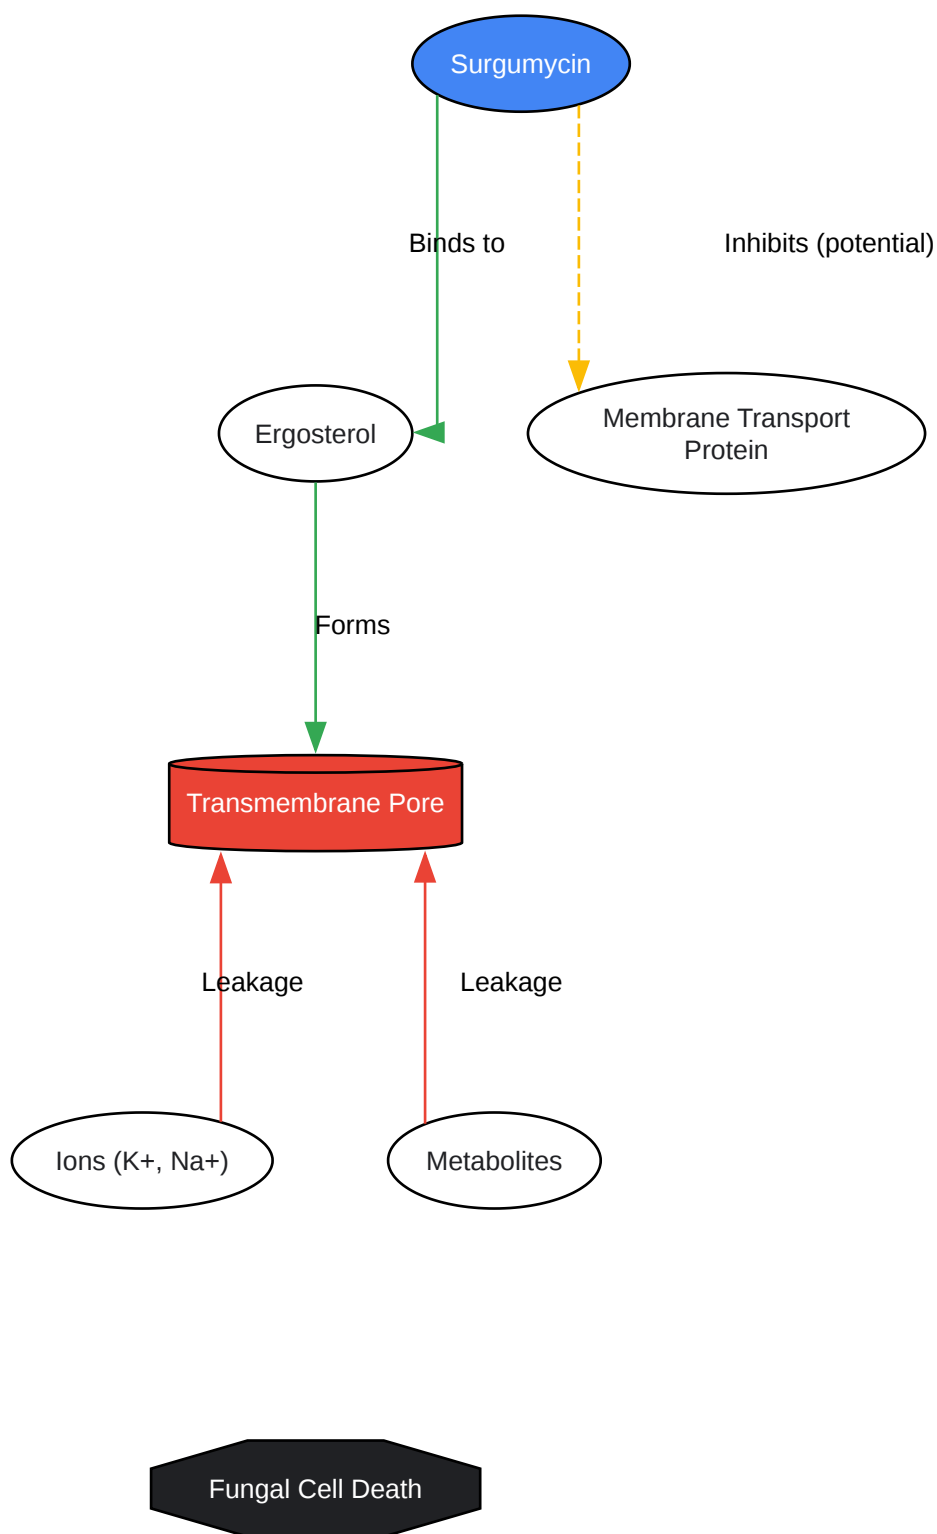 Surgumycin
Binds to
Inhibits (potential)
Ergosterol
Membrane Transport
Protein
Forms
Transmembrane Pore
Leakage
Leakage
Ions (K+, Na+)
Metabolites
Fungal Cell Death